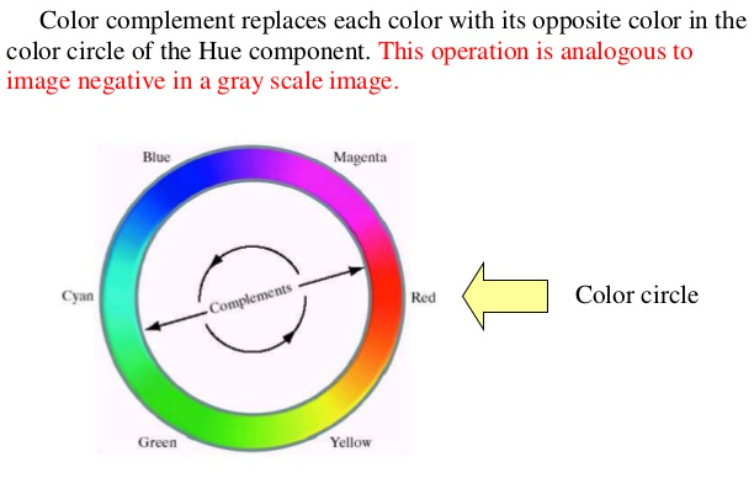 Color complement replaces each color with its opposite color in the
color circle of the Hue component. This operation is analogous to
image negative in a gray scale image.
Blue
Magenta
Cyan
Complements
Red
Color circle
Green
Yellow